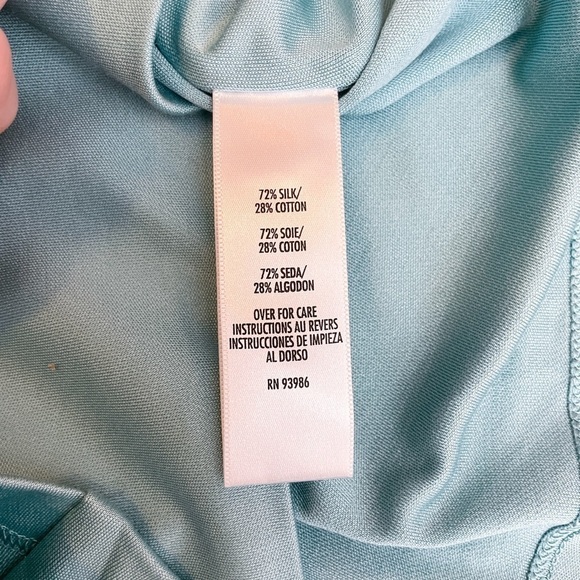 72% SILK/
28% COTTON
72% SOIE/
28% COTON
72% SEDA/
28% ALGODON
OVER FOR CARE
INSTRUCTIONS AU REVERS
INSTRUCCIONES DE IMPIEZA
AL DORSO
RN 93986